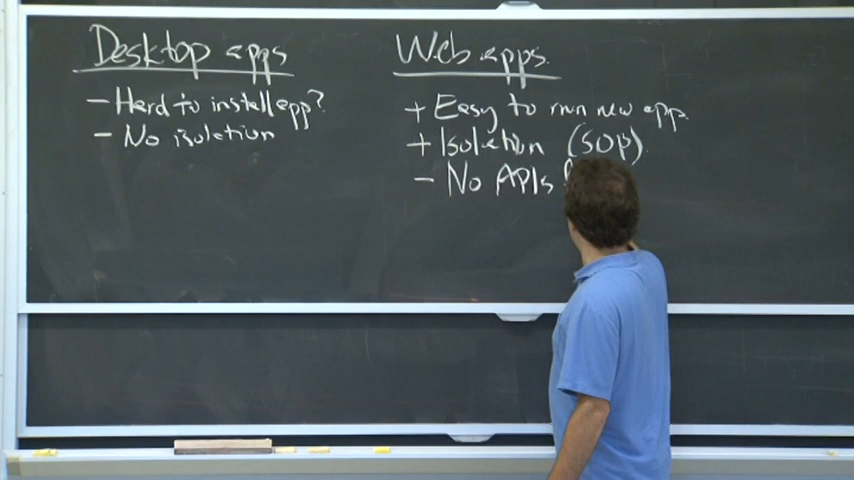 Desktop apps
- Hard to install app?
- No isolation
Web apps.
+ Easy to run new app.
+ Isolation (SOP).
- No APIs